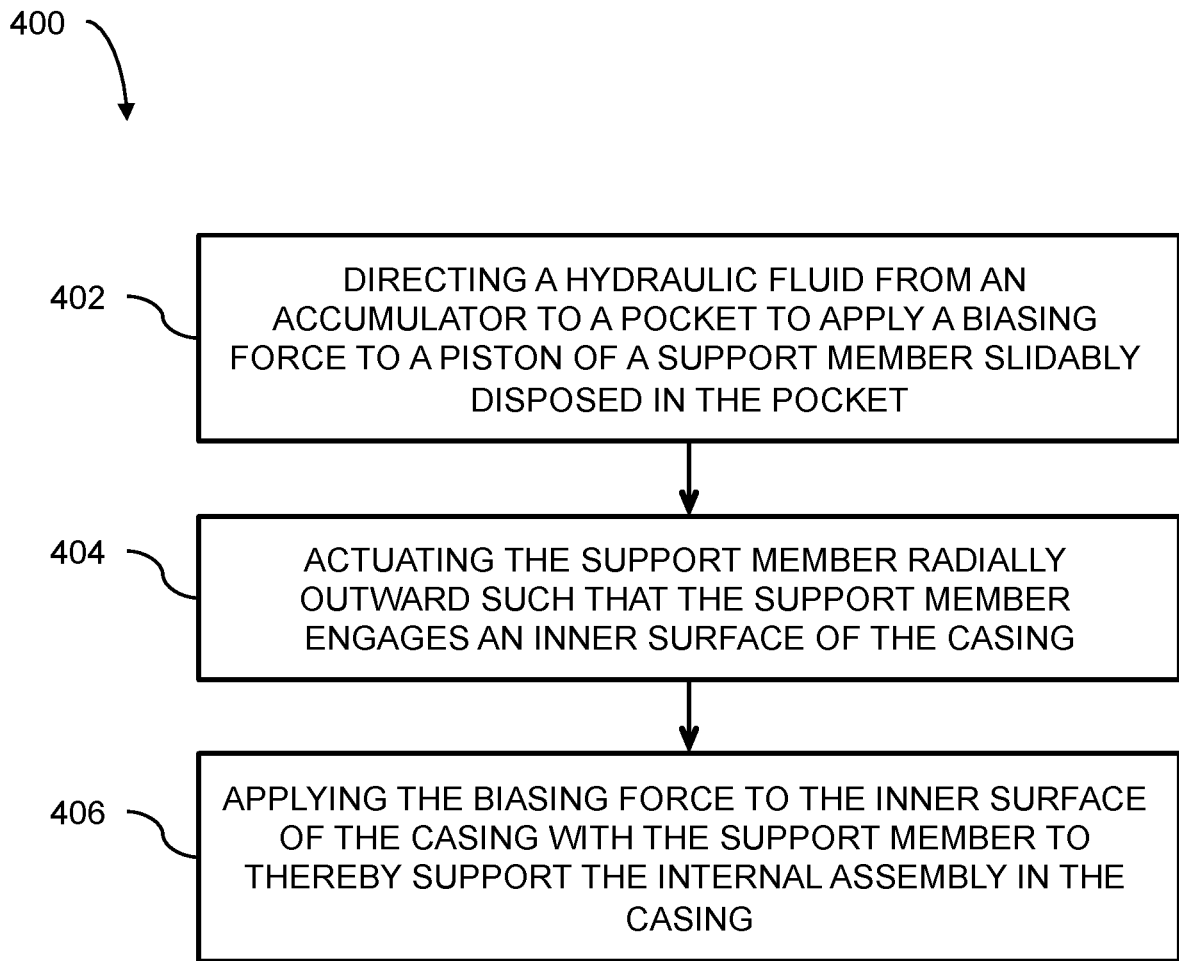 400
402
DIRECTING A HYDRAULIC FLUID FROM AN
ACCUMULATOR TO A POCKET TO APPLY A BIASING
FORCE TO A PISTON OF A SUPPORT MEMBER SLIDABLY
DISPOSED IN THE POCKET
404
ACTUATING THE SUPPORT MEMBER RADIALLY
OUTWARD SUCH THAT THE SUPPORT MEMBER
ENGAGES AN INNER SURFACE OF THE CASING
406
APPLYING THE BIASING FORCE TO THE INNER SURFACE
OF THE CASING WITH THE SUPPORT MEMBER TO
THEREBY SUPPORT THE INTERNAL ASSEMBLY IN THE
CASING